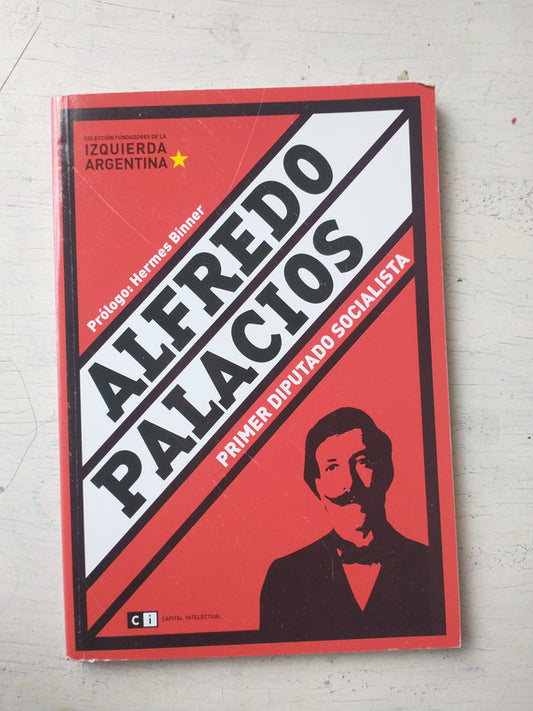 COLECCIÓN FUNDADORES DE LA
IZQUIERDA
ARGENTINA
Prólogo: Hermes Binner
ALFREDO
PALACIOS
PRIMER DIPUTADO SOCIALISTA
ci CAPITAL INTELECTUAL